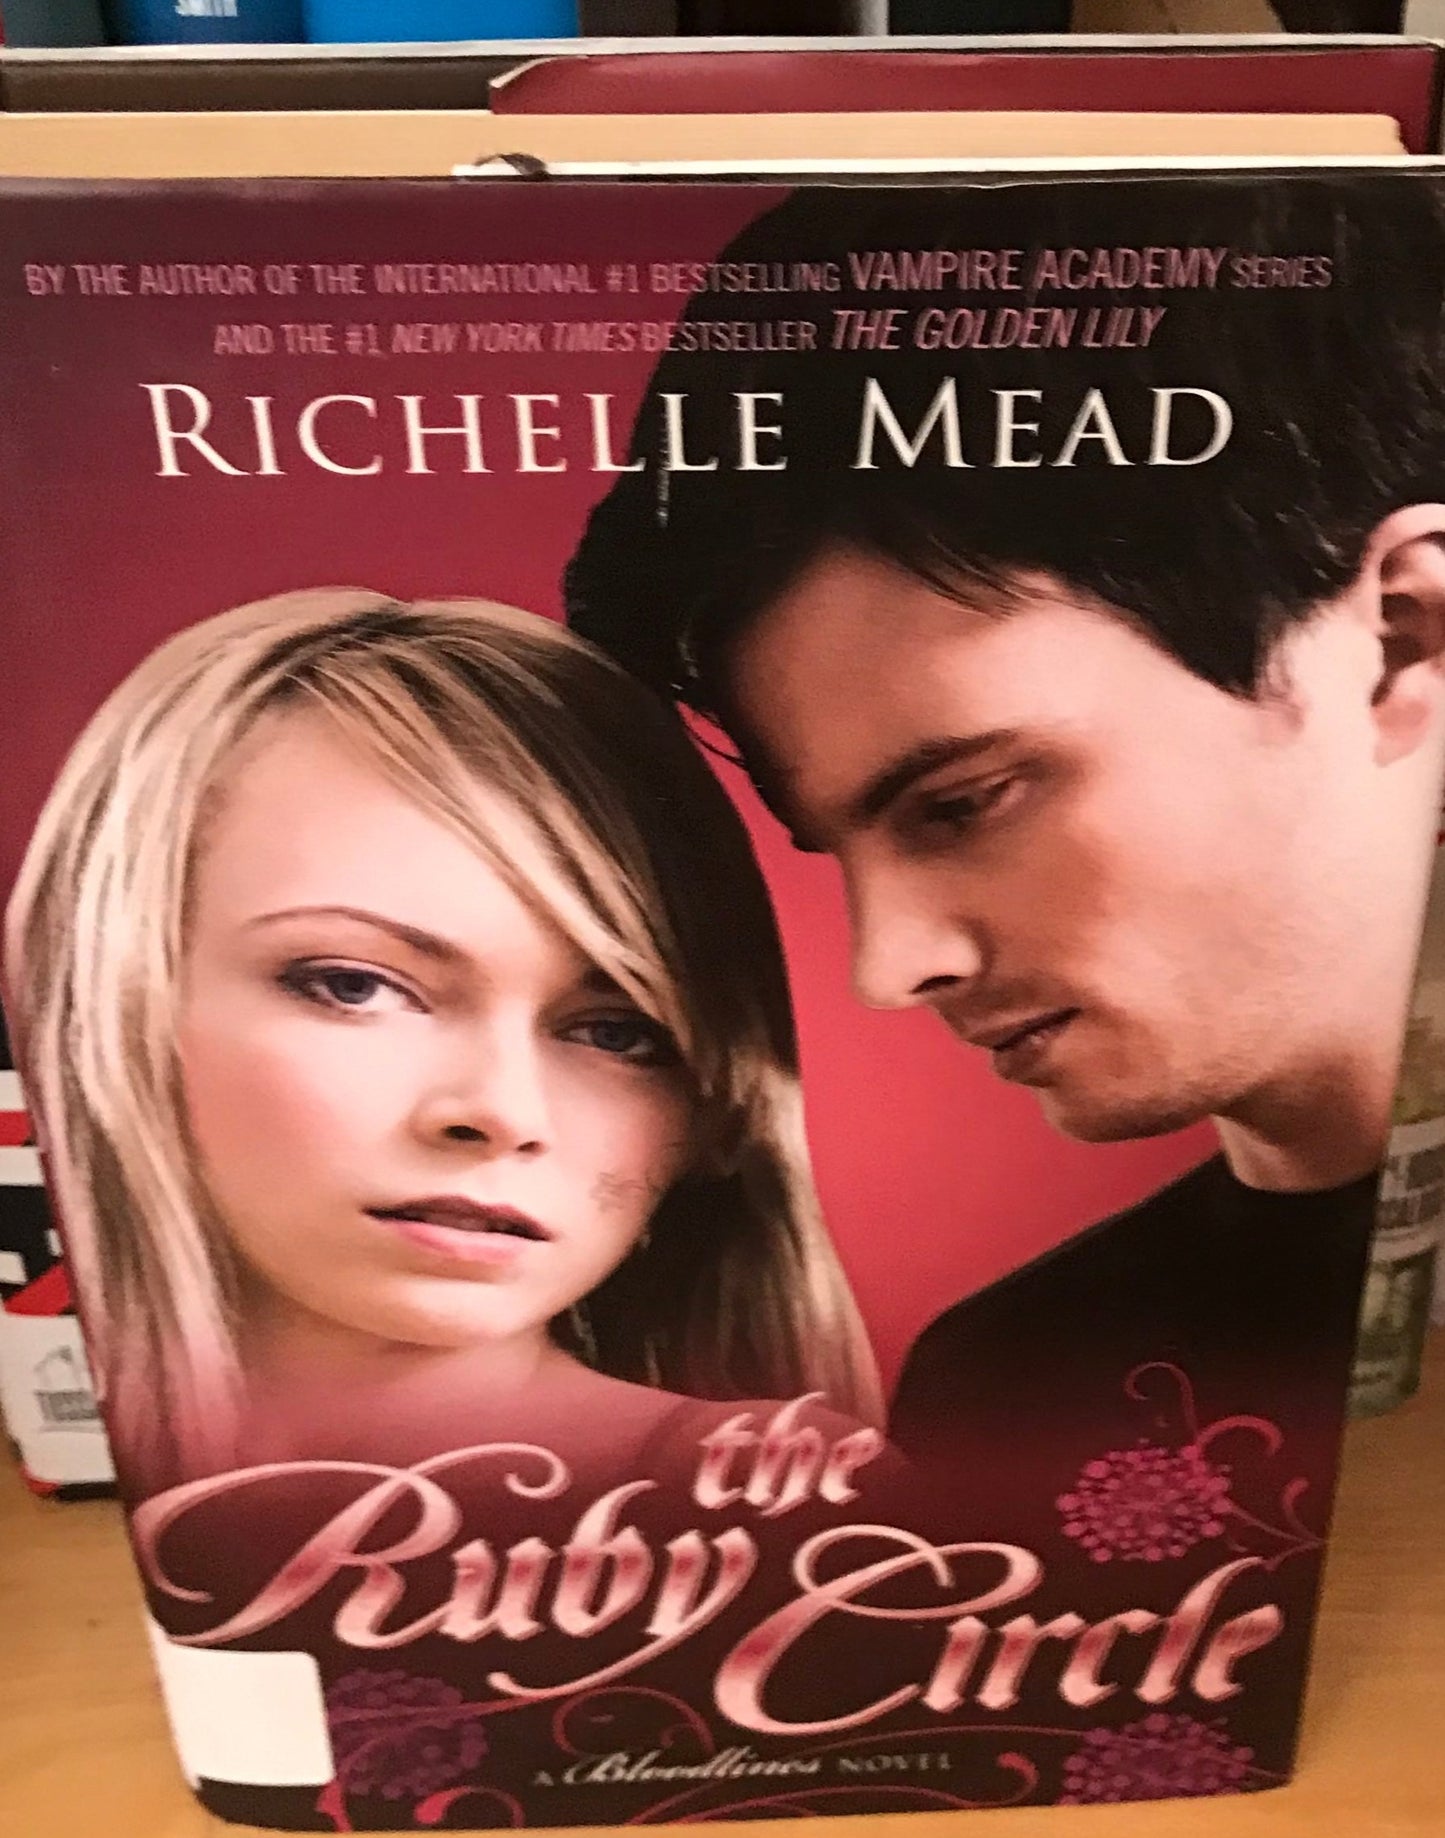 SMITH
BY THE AUTHOR OF THE INTERNATIONAL #1 BESTSELLING VAMPIRE ACADEMY SERIES
AND THE #1 NEW YORK TIMES BESTSELLER THE GOLDEN LILY
RICHELLE MEAD
the
Ruby Circle
A Bloodlines NOVEL